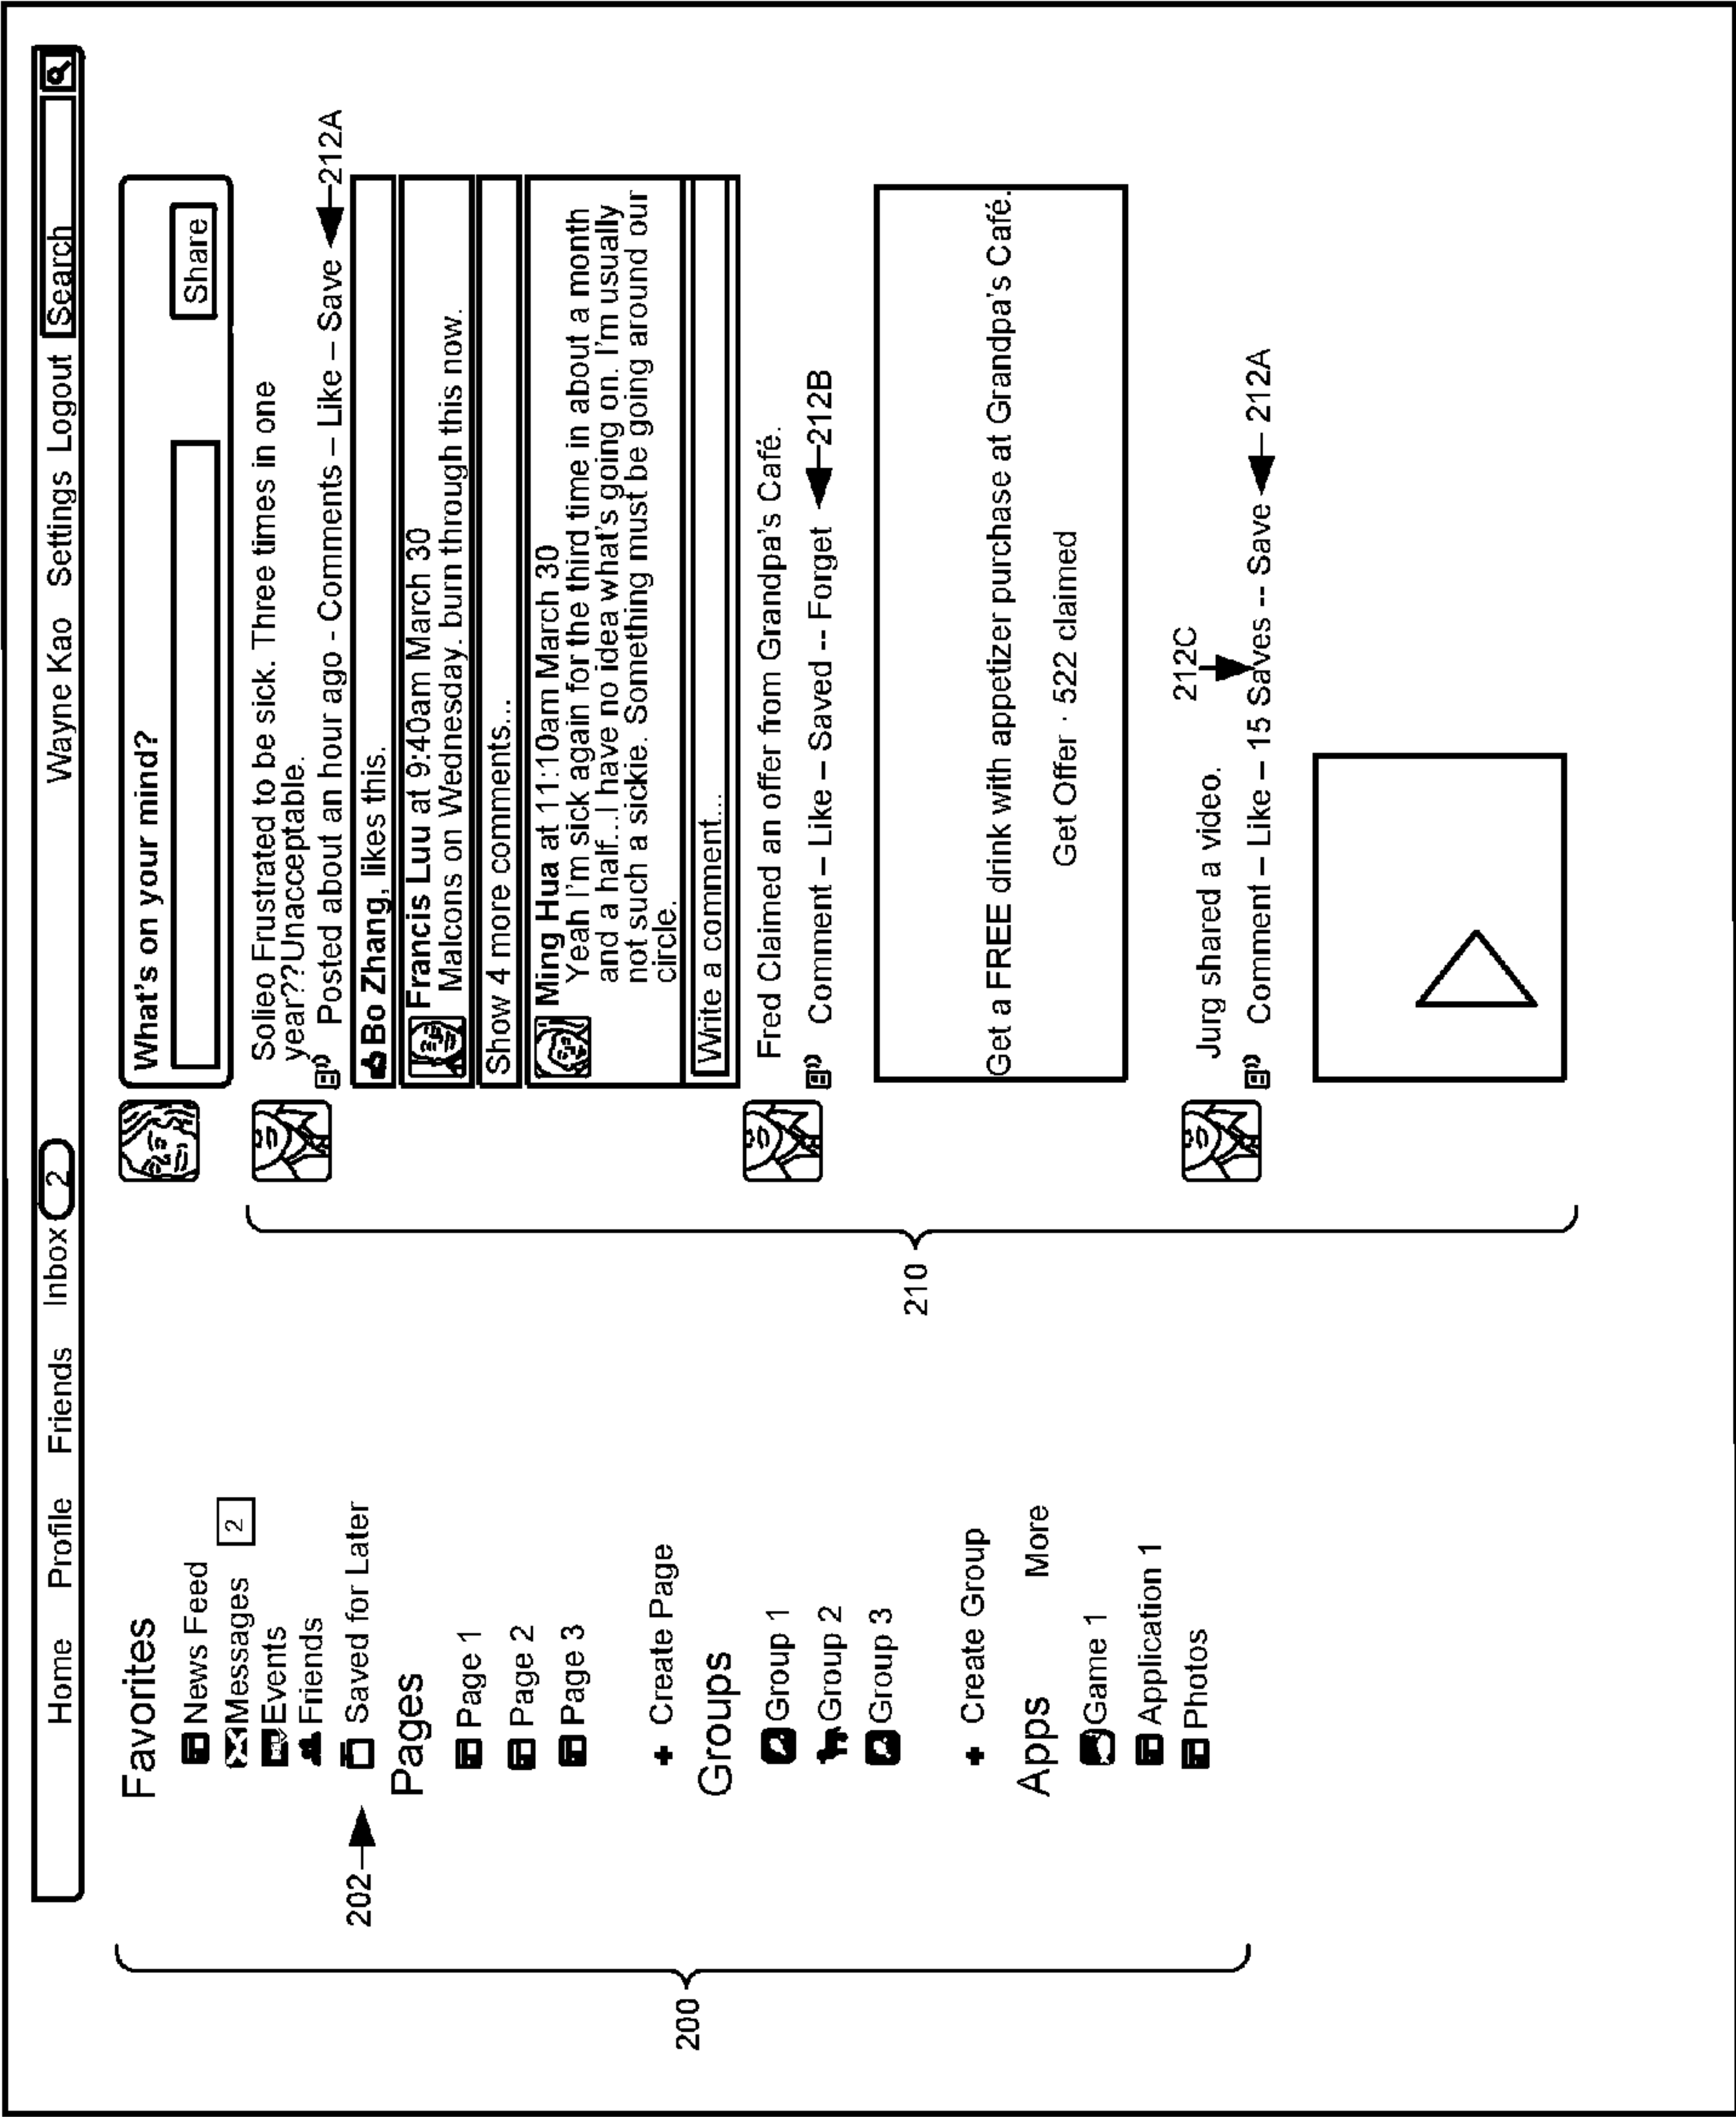 Home Profile Friends Inbox 2 Wayne Kao Settings Logout Search
Favorites
News Feed
Messages 2
Events
Friends
202
Saved for Later
Pages
Page 1
Page 2
Page 3
+ Create Page
Groups
Group 1
Group 2
Group 3
+ Create Group
Apps More
Game 1
Application 1
Photos
200
What's on your mind?
Share
Solieo Frustrated to be sick. Three times in one
year??Unacceptable.
Posted about an hour ago - Comments – Like – Save
212A
Bo Zhang, likes this.
Francis Luu at 9:40am March 30
Malcons on Wednesday. burn through this now.
Show 4 more comments...
Ming Hua at 11:10am March 30
Yeah I'm sick again for the third time in about a month
and a half...I have no idea what's going on. I'm usually
not such a sickie. Something must be going around our
circle.
Write a comment...
Fred Claimed an offer from Grandpa's Café.
Comment – Like – Saved -- Forget
212B
Get a FREE drink with appetizer purchase at Grandpa's Café.
Get Offer · 522 claimed
212C
Jurg shared a video.
Comment – Like – 15 Saves -- Save
212A
210